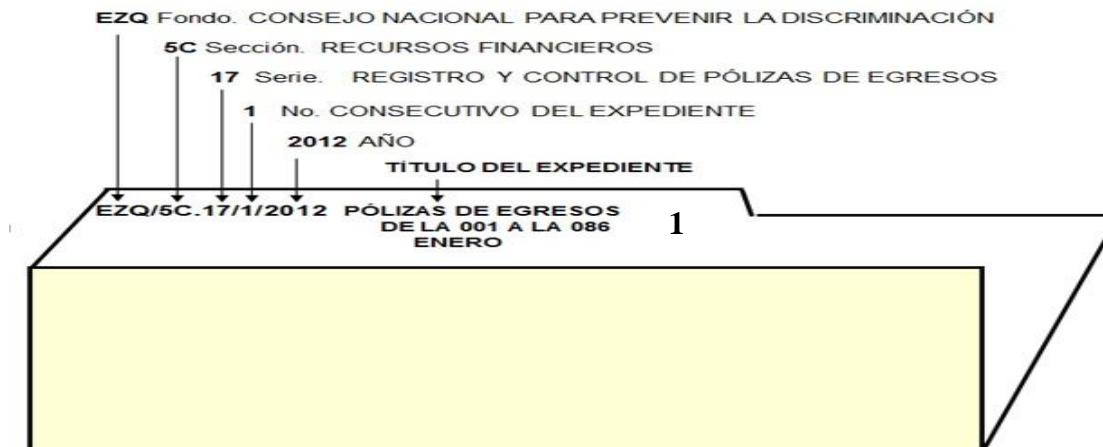 EZQ Fondo. CONSEJO NACIONAL PARA PREVENIR LA DISCRIMINACIÓN
5C Sección. RECURSOS FINANCIEROS
17 Serie. REGISTRO Y CONTROL DE PÓLIZAS DE EGRESOS
1 No. CONSECUTIVO DEL EXPEDIENTE
2012 AÑO
TÍTULO DEL EXPEDIENTE
EZQ/5C.17/1/2012 PÓLIZAS DE EGRESOS
DE LA 001 A LA 086 1
ENERO